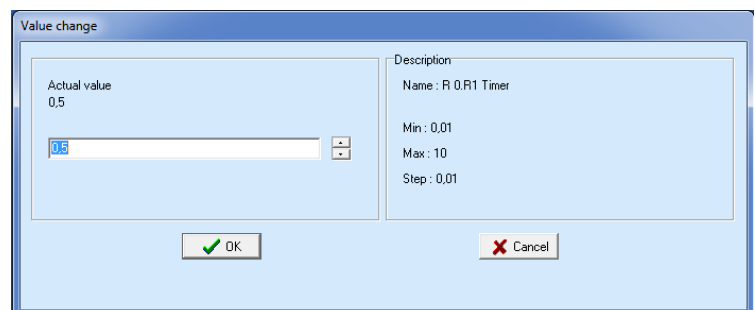 Value change
Actual value
0,5
0,5
Description
Name : R 0.R1 Timer
Min : 0,01
Max : 10
Step : 0,01
OK
Cancel